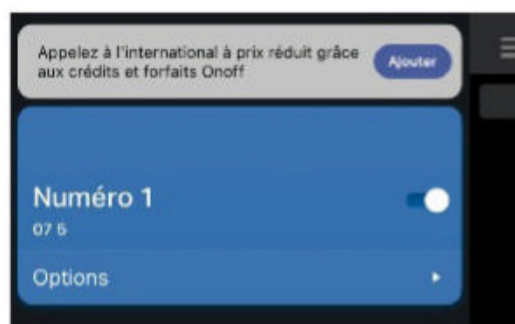 Appelez à l'international à prix réduit grâce
aux crédits et forfaits Onoff
Ajouter
Numéro 1
07 5
Options